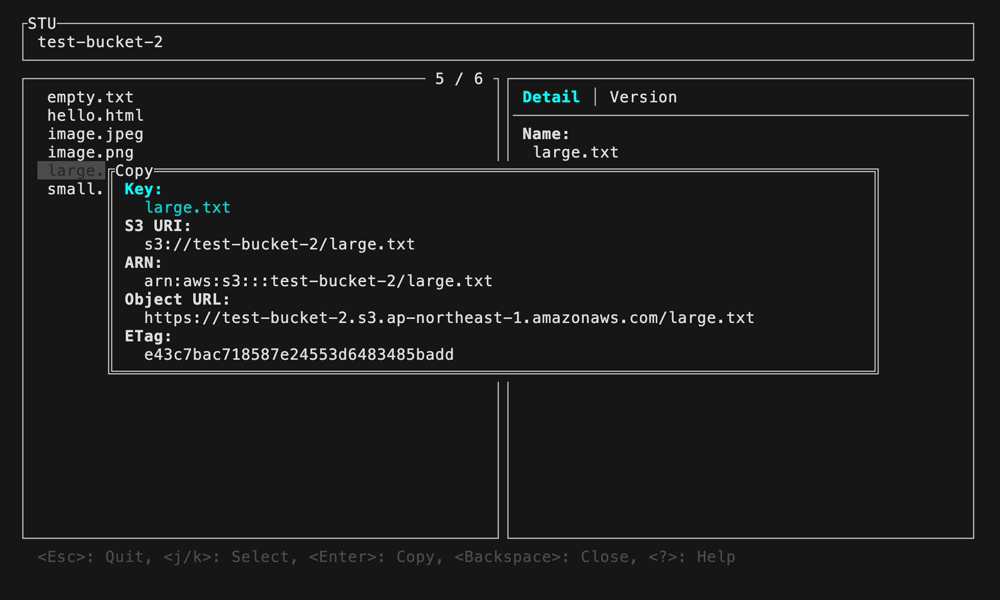 STU
test-bucket-2
5 / 6
empty.txt
hello.html
image.jpeg
image.png
large.
small.
Detail | Version
Name:
large.txt
Copy
Key:
large.txt
S3 URI:
s3://test-bucket-2/large.txt
ARN:
arn:aws:s3:::test-bucket-2/large.txt
Object URL:
https://test-bucket-2.s3.ap-northeast-1.amazonaws.com/large.txt
ETag:
e43c7bac718587e24553d6483485badd
<Esc>: Quit, <j/k>: Select, <Enter>: Copy, <Backspace>: Close, <?>: Help